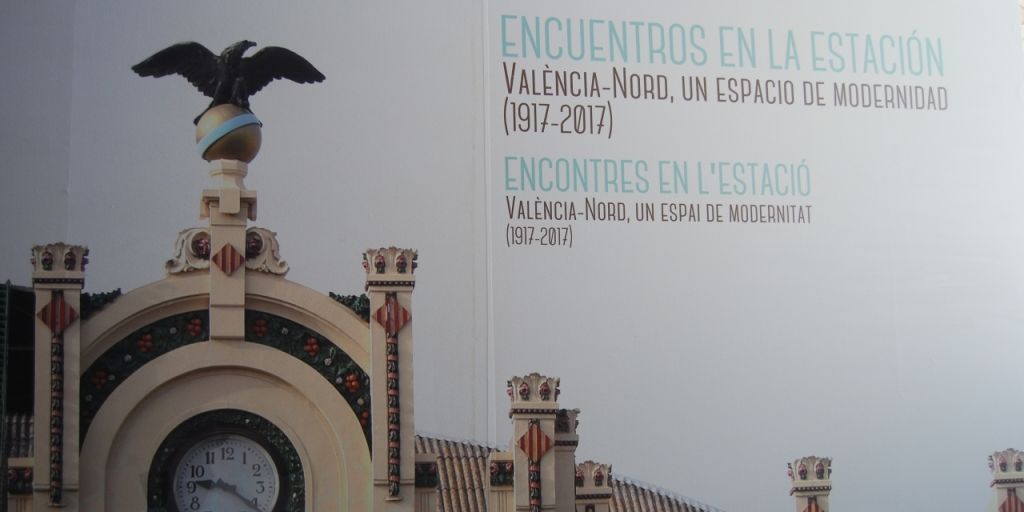 ENCUENTROS EN LA ESTACIÓN
VALÈNCIA-NORD, UN ESPACIO DE MODERNIDAD
(1917-2017)
ENCONTRES EN L'ESTACIÓ
VALÈNCIA-NORD, UN ESPAI DE MODERNITAT
(1917-2017)
10 11 12 1 2
9 3
8